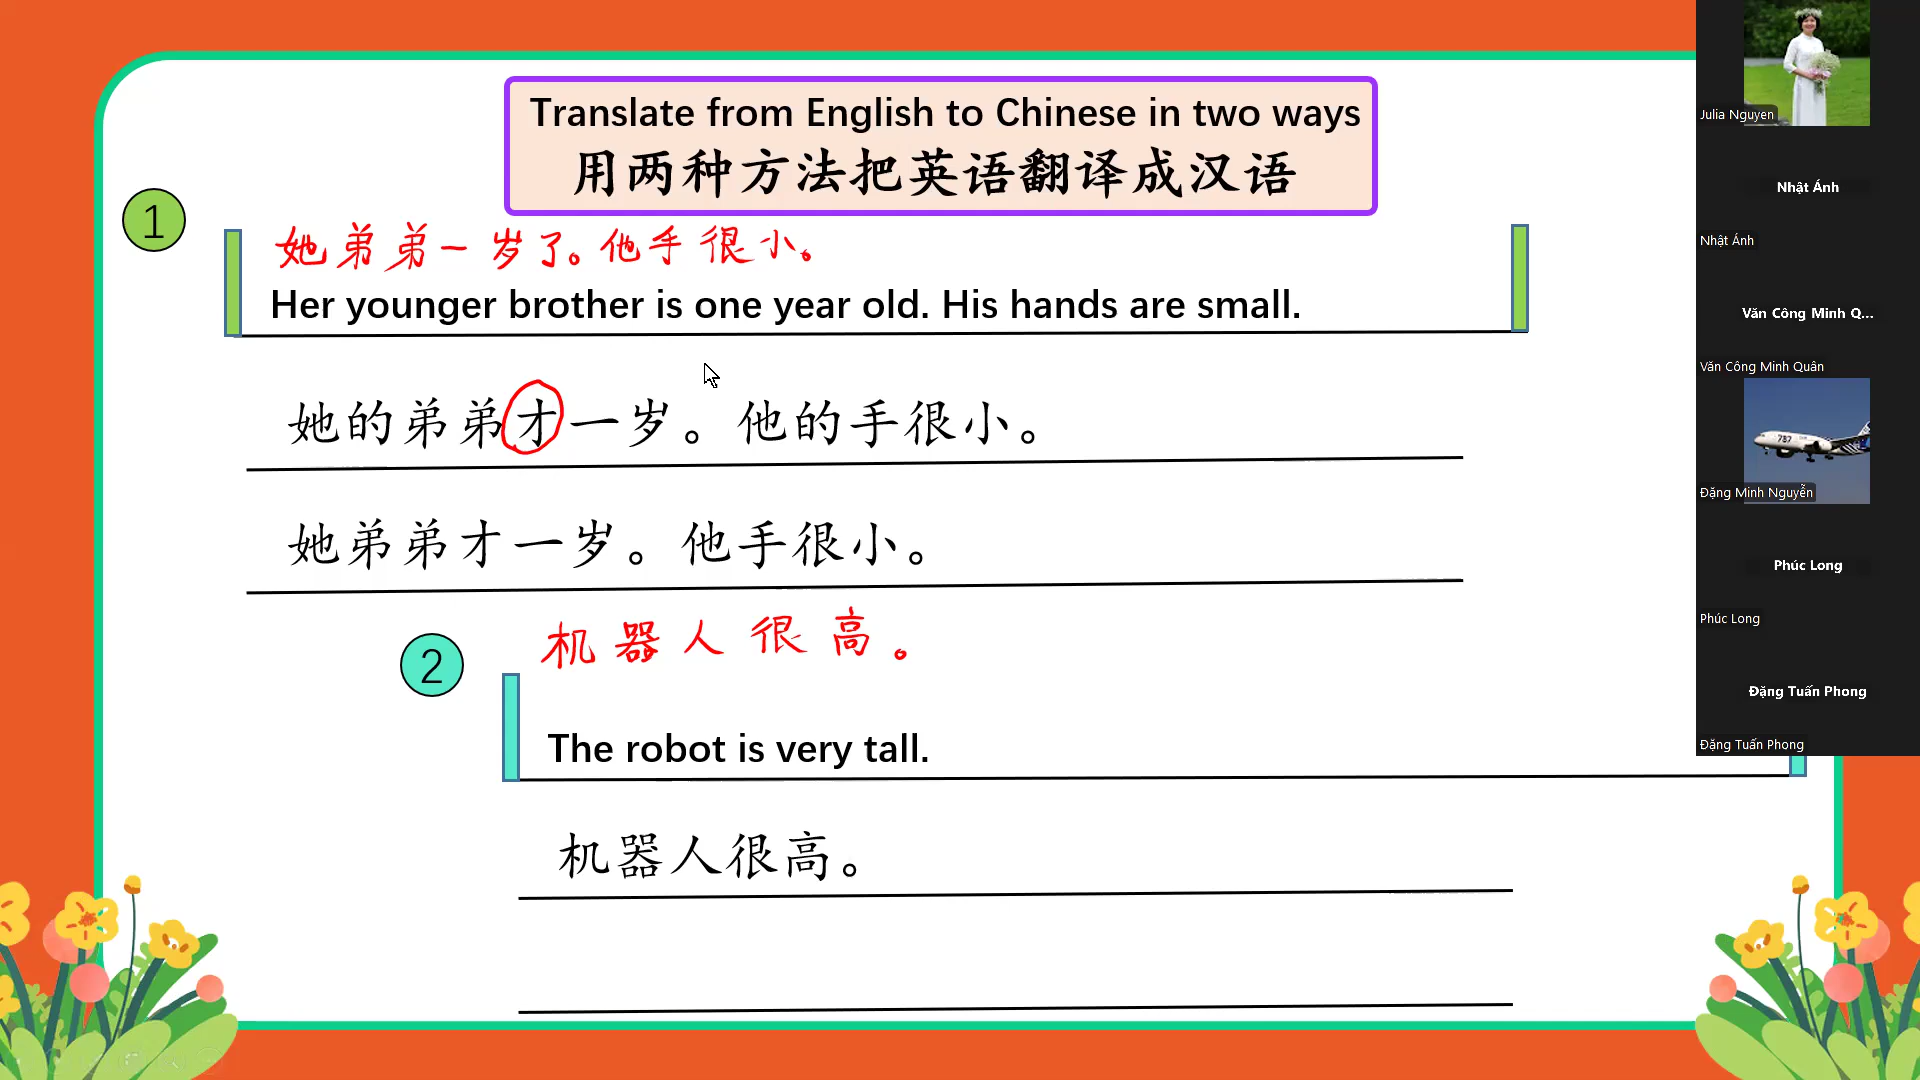 Translate from English to Chinese in two ways
用两种方法把英语翻译成汉语
1
她弟弟一岁了。他手很小。
Her younger brother is one year old. His hands are small.
她的弟弟才一岁。他的手很小。
她弟弟才一岁。他手很小。
2
机器人很高。
The robot is very tall.
机器人很高。
Julia Nguyen
Nhật Ánh
Nhật Ánh
Văn Công Minh Q...
Văn Công Minh Quân
787
Đặng Minh Nguyễn
Phúc Long
Phúc Long
Đặng Tuấn Phong
Đặng Tuấn Phong